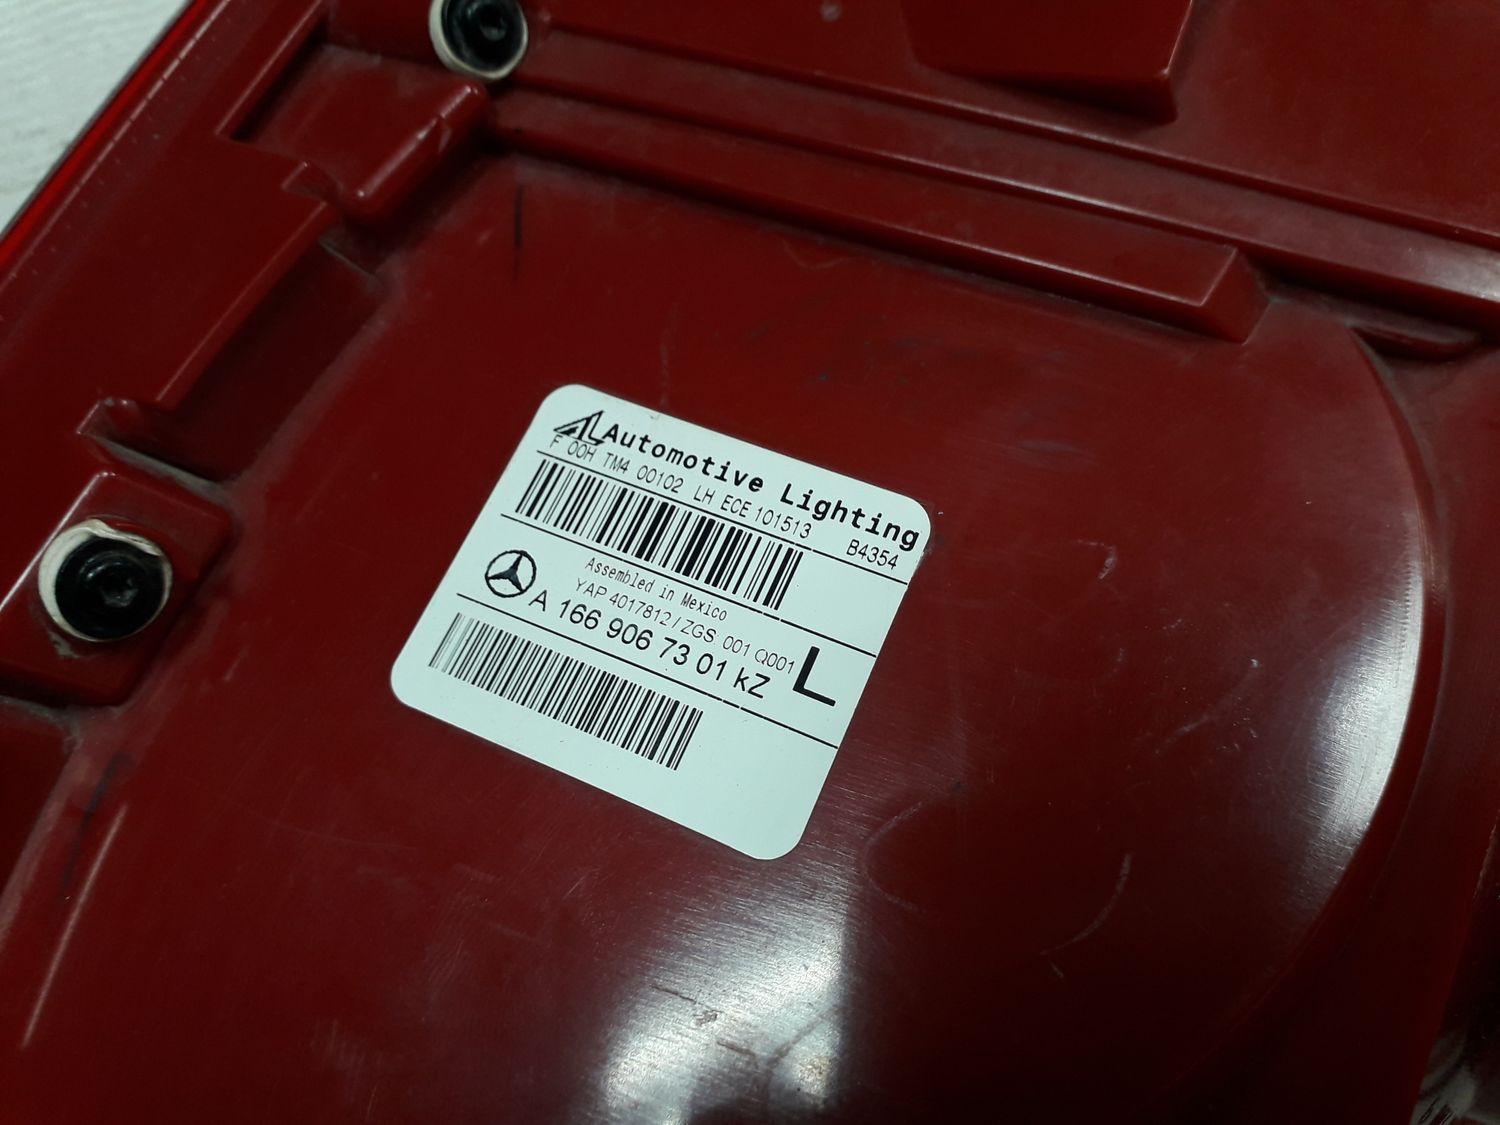 AL Automotive Lighting
F 00H TM4 00102 LH ECE 101513 B4354
Assembled in Mexico
YAP 4017812 / ZGS 001 Q001
A 166 906 73 01 kZ L